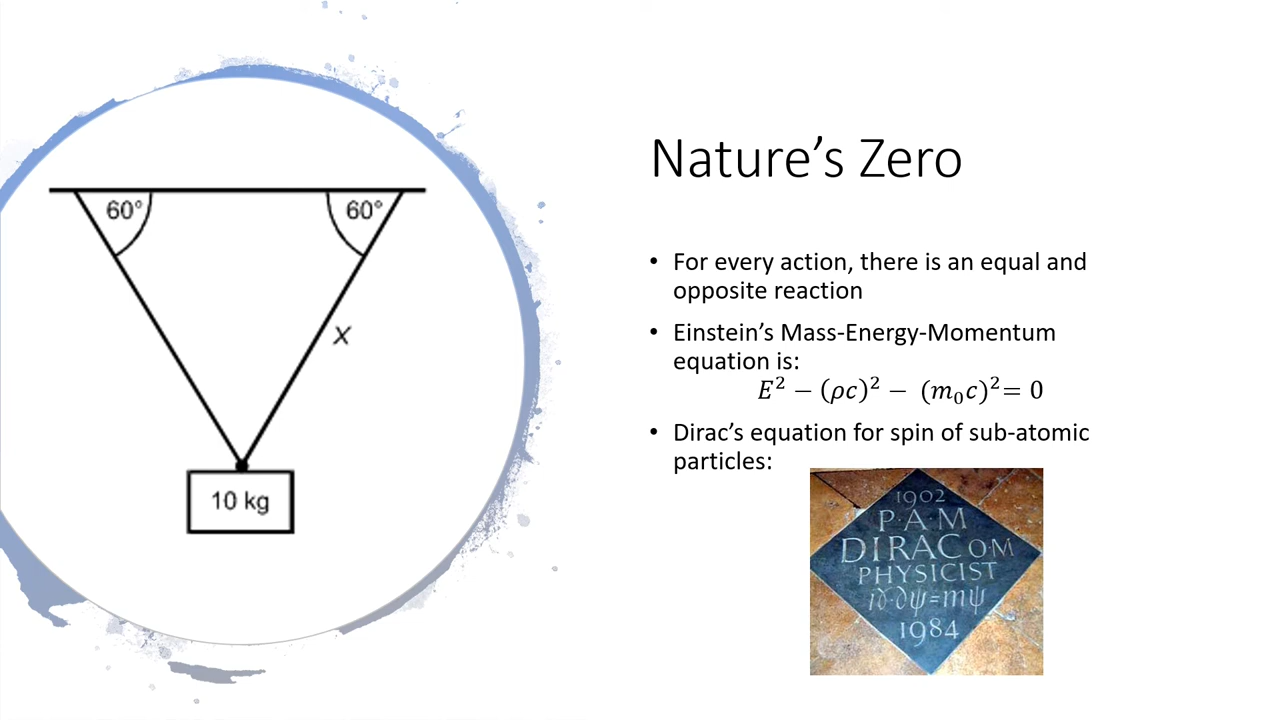 60°
60°
x
10 kg
Nature’s Zero
• For every action, there is an equal and
opposite reaction
• Einstein’s Mass-Energy-Momentum
equation is:
𝐸² − (𝜌𝑐)² − (𝑚₀𝑐)²= 0
• Dirac’s equation for spin of sub-atomic
particles:
1902
P·A·M
DIRAC O·M
PHYSICIST
iγ·∂ψ=mψ
1984